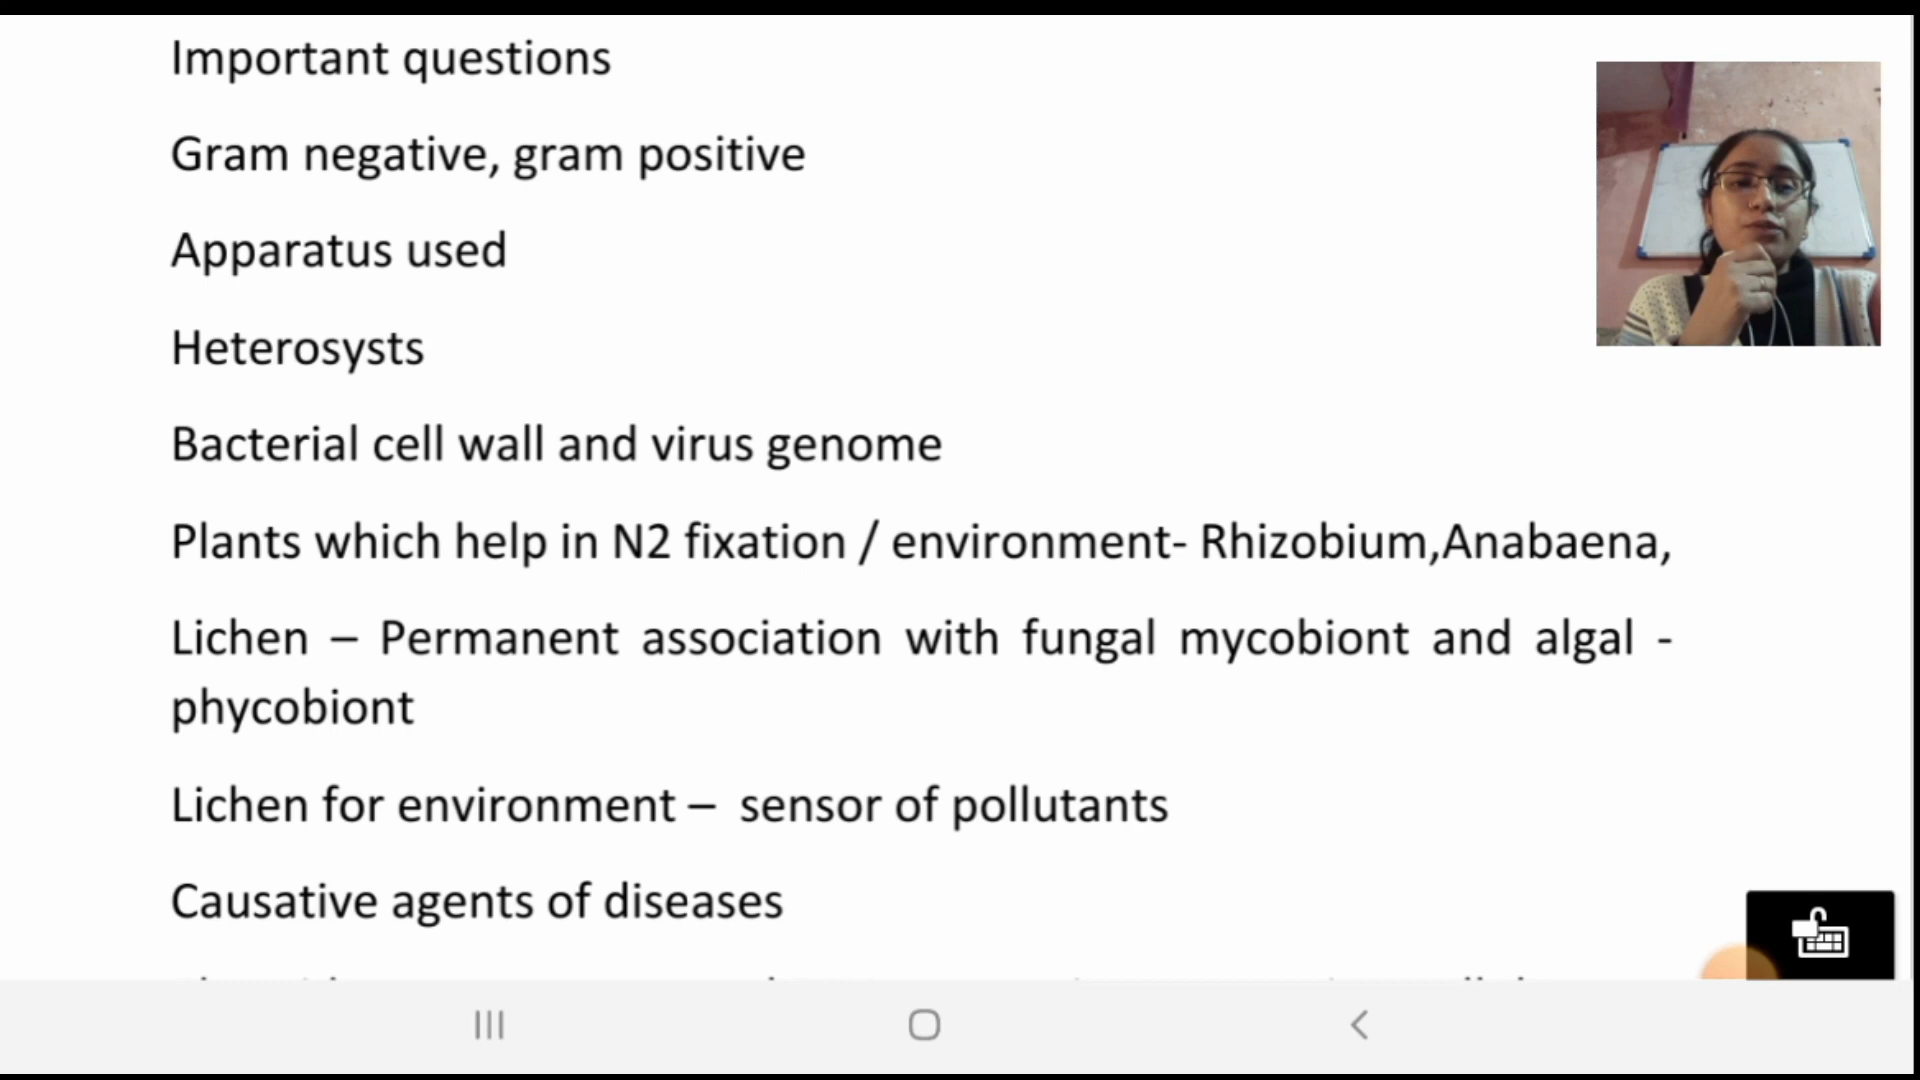 Important questions
Gram negative, gram positive
Apparatus used
Heterosysts
Bacterial cell wall and virus genome
Plants which help in N2 fixation / environment- Rhizobium,Anabaena,
Lichen – Permanent association with fungal mycobiont and algal -
phycobiont
Lichen for environment – sensor of pollutants
Causative agents of diseases